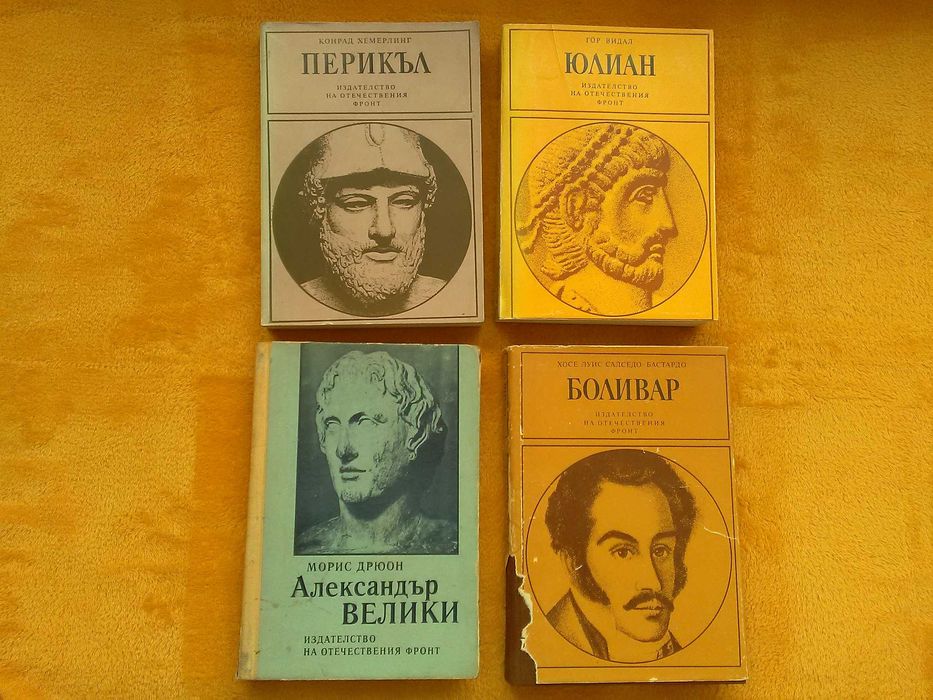 КОНРАД ХЕМЕРЛИНГ
ПЕРИКЪЛ
ИЗДАТЕЛСТВО
НА ОТЕЧЕСТВЕНИЯ
ФРОНТ
ГОР ВИДАЛ
ЮЛИАН
ИЗДАТЕЛСТВО
НА ОТЕЧЕСТВЕНИЯ
ФРОНТ
МОРИС ДРЮОН
Александър
ВЕЛИКИ
ИЗДАТЕЛСТВО
НА ОТЕЧЕСТВЕНИЯ ФРОНТ
ХОСЕ ЛУИС САЛСЕДО-БАСТАРДО
БОЛИВАР
ИЗДАТЕЛСТВО
НА ОТЕЧЕСТВЕНИЯ
ФРОНТ